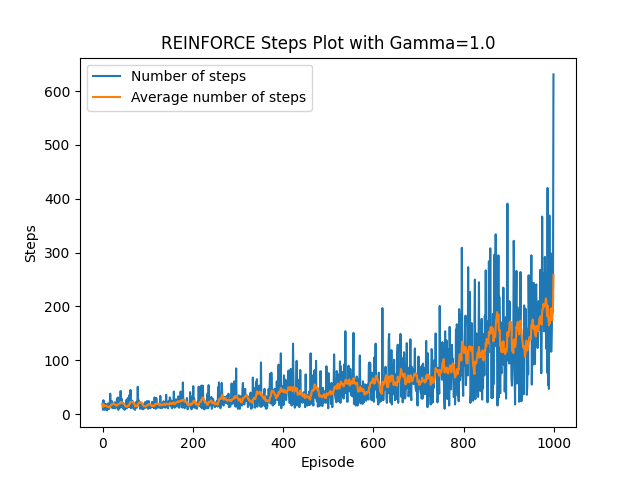 REINFORCE Steps Plot with Gamma=1.0
Number of steps
Average number of steps
600
500
400
300
200
100
0
Steps
0 200 400 600 800 1000
Episode